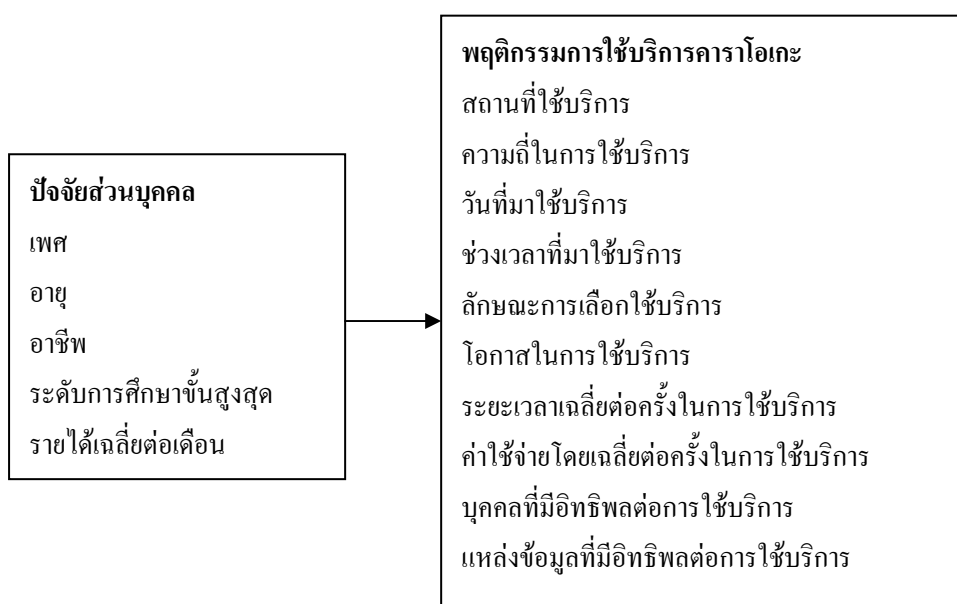 ปัจจัยส่วนบุคคล
เพศ
อายุ
อาชีพ
ระดับการศึกษาขั้นสูงสุด
รายได้เฉลี่ยต่อเดือน
พฤติกรรมการใช้บริการคาราโอเกะ
สถานที่ใช้บริการ
ความถี่ในการใช้บริการ
วันที่มาใช้บริการ
ช่วงเวลาที่มาใช้บริการ
ลักษณะการเลือกใช้บริการ
โอกาสในการใช้บริการ
ระยะเวลาเฉลี่ยต่อครั้งในการใช้บริการ
ค่าใช้จ่ายโดยเฉลี่ยต่อครั้งในการใช้บริการ
บุคคลที่มีอิทธิพลต่อการใช้บริการ
แหล่งข้อมูลที่มีอิทธิพลต่อการใช้บริการ